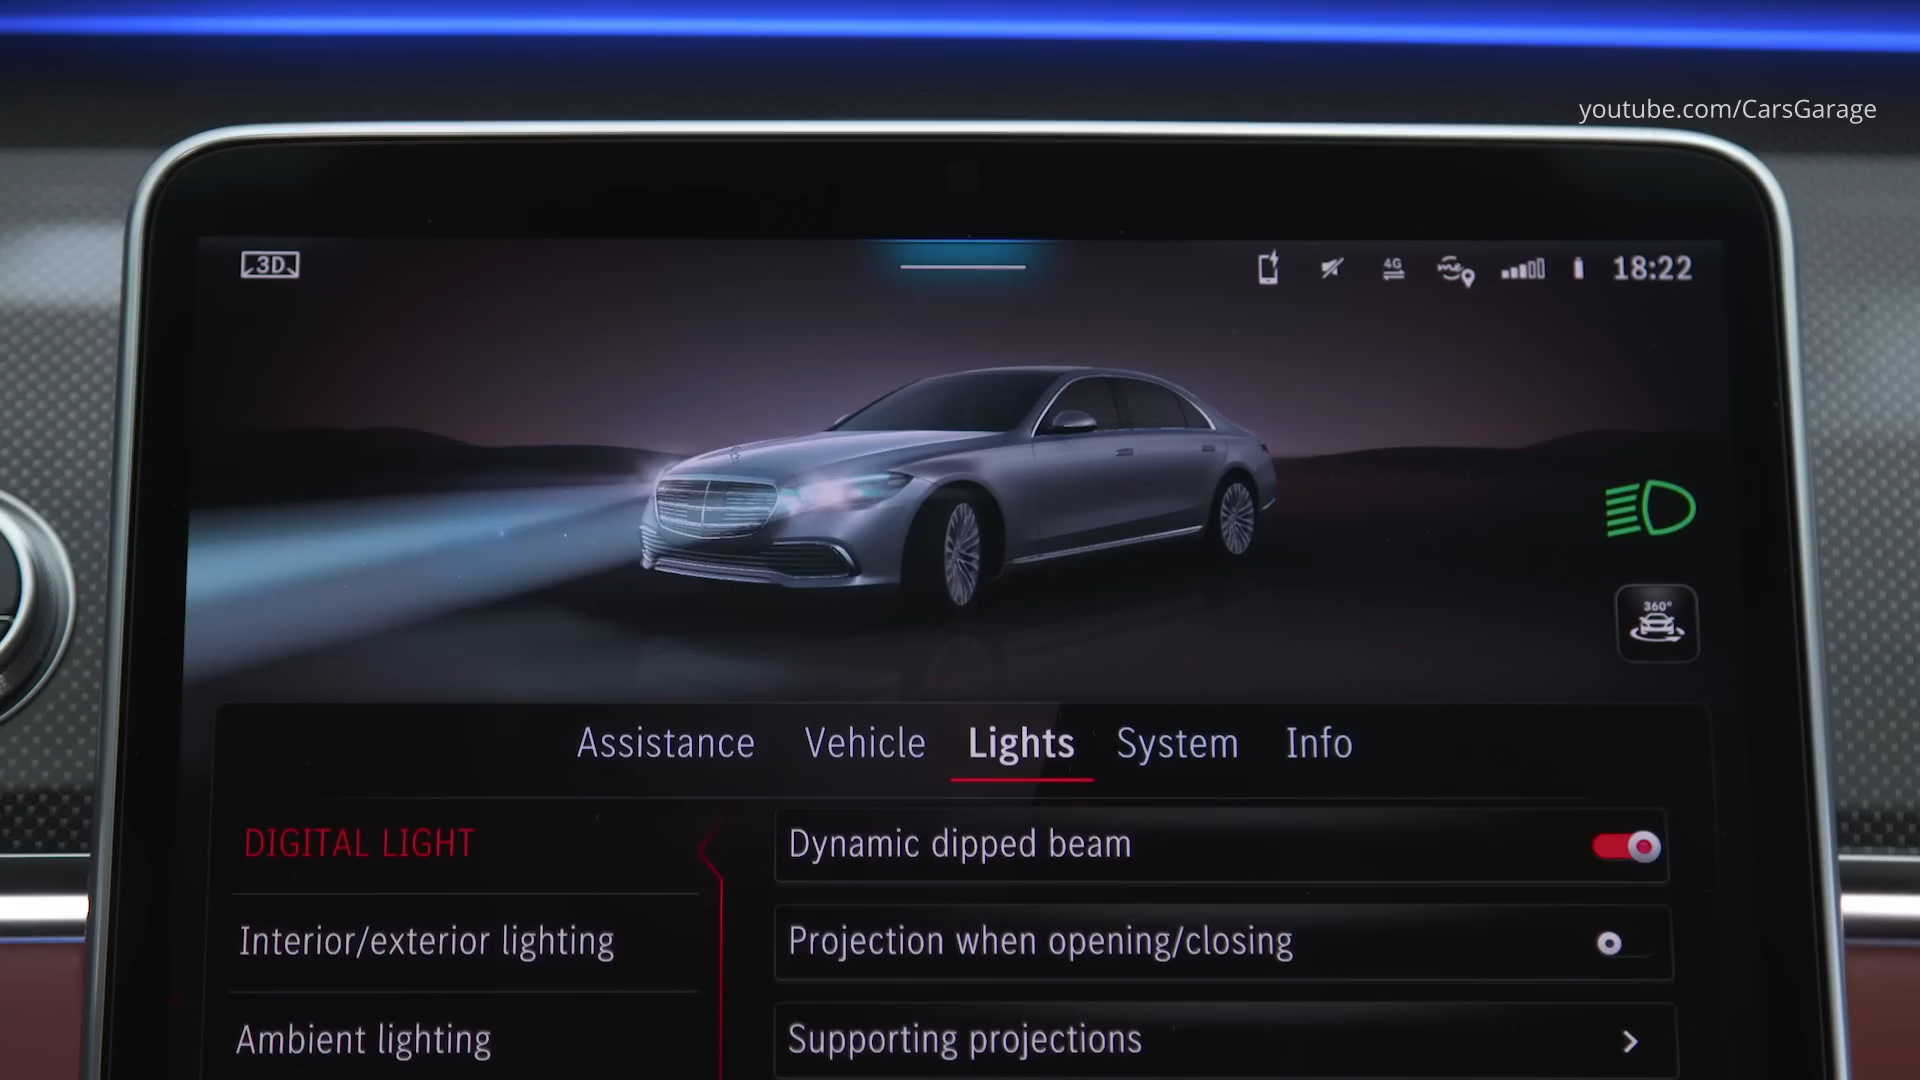 youtube.com/CarsGarage
3D
4G
me
18:22
360°
Assistance Vehicle Lights System Info
DIGITAL LIGHT
Dynamic dipped beam
Interior/exterior lighting
Projection when opening/closing
Ambient lighting
Supporting projections